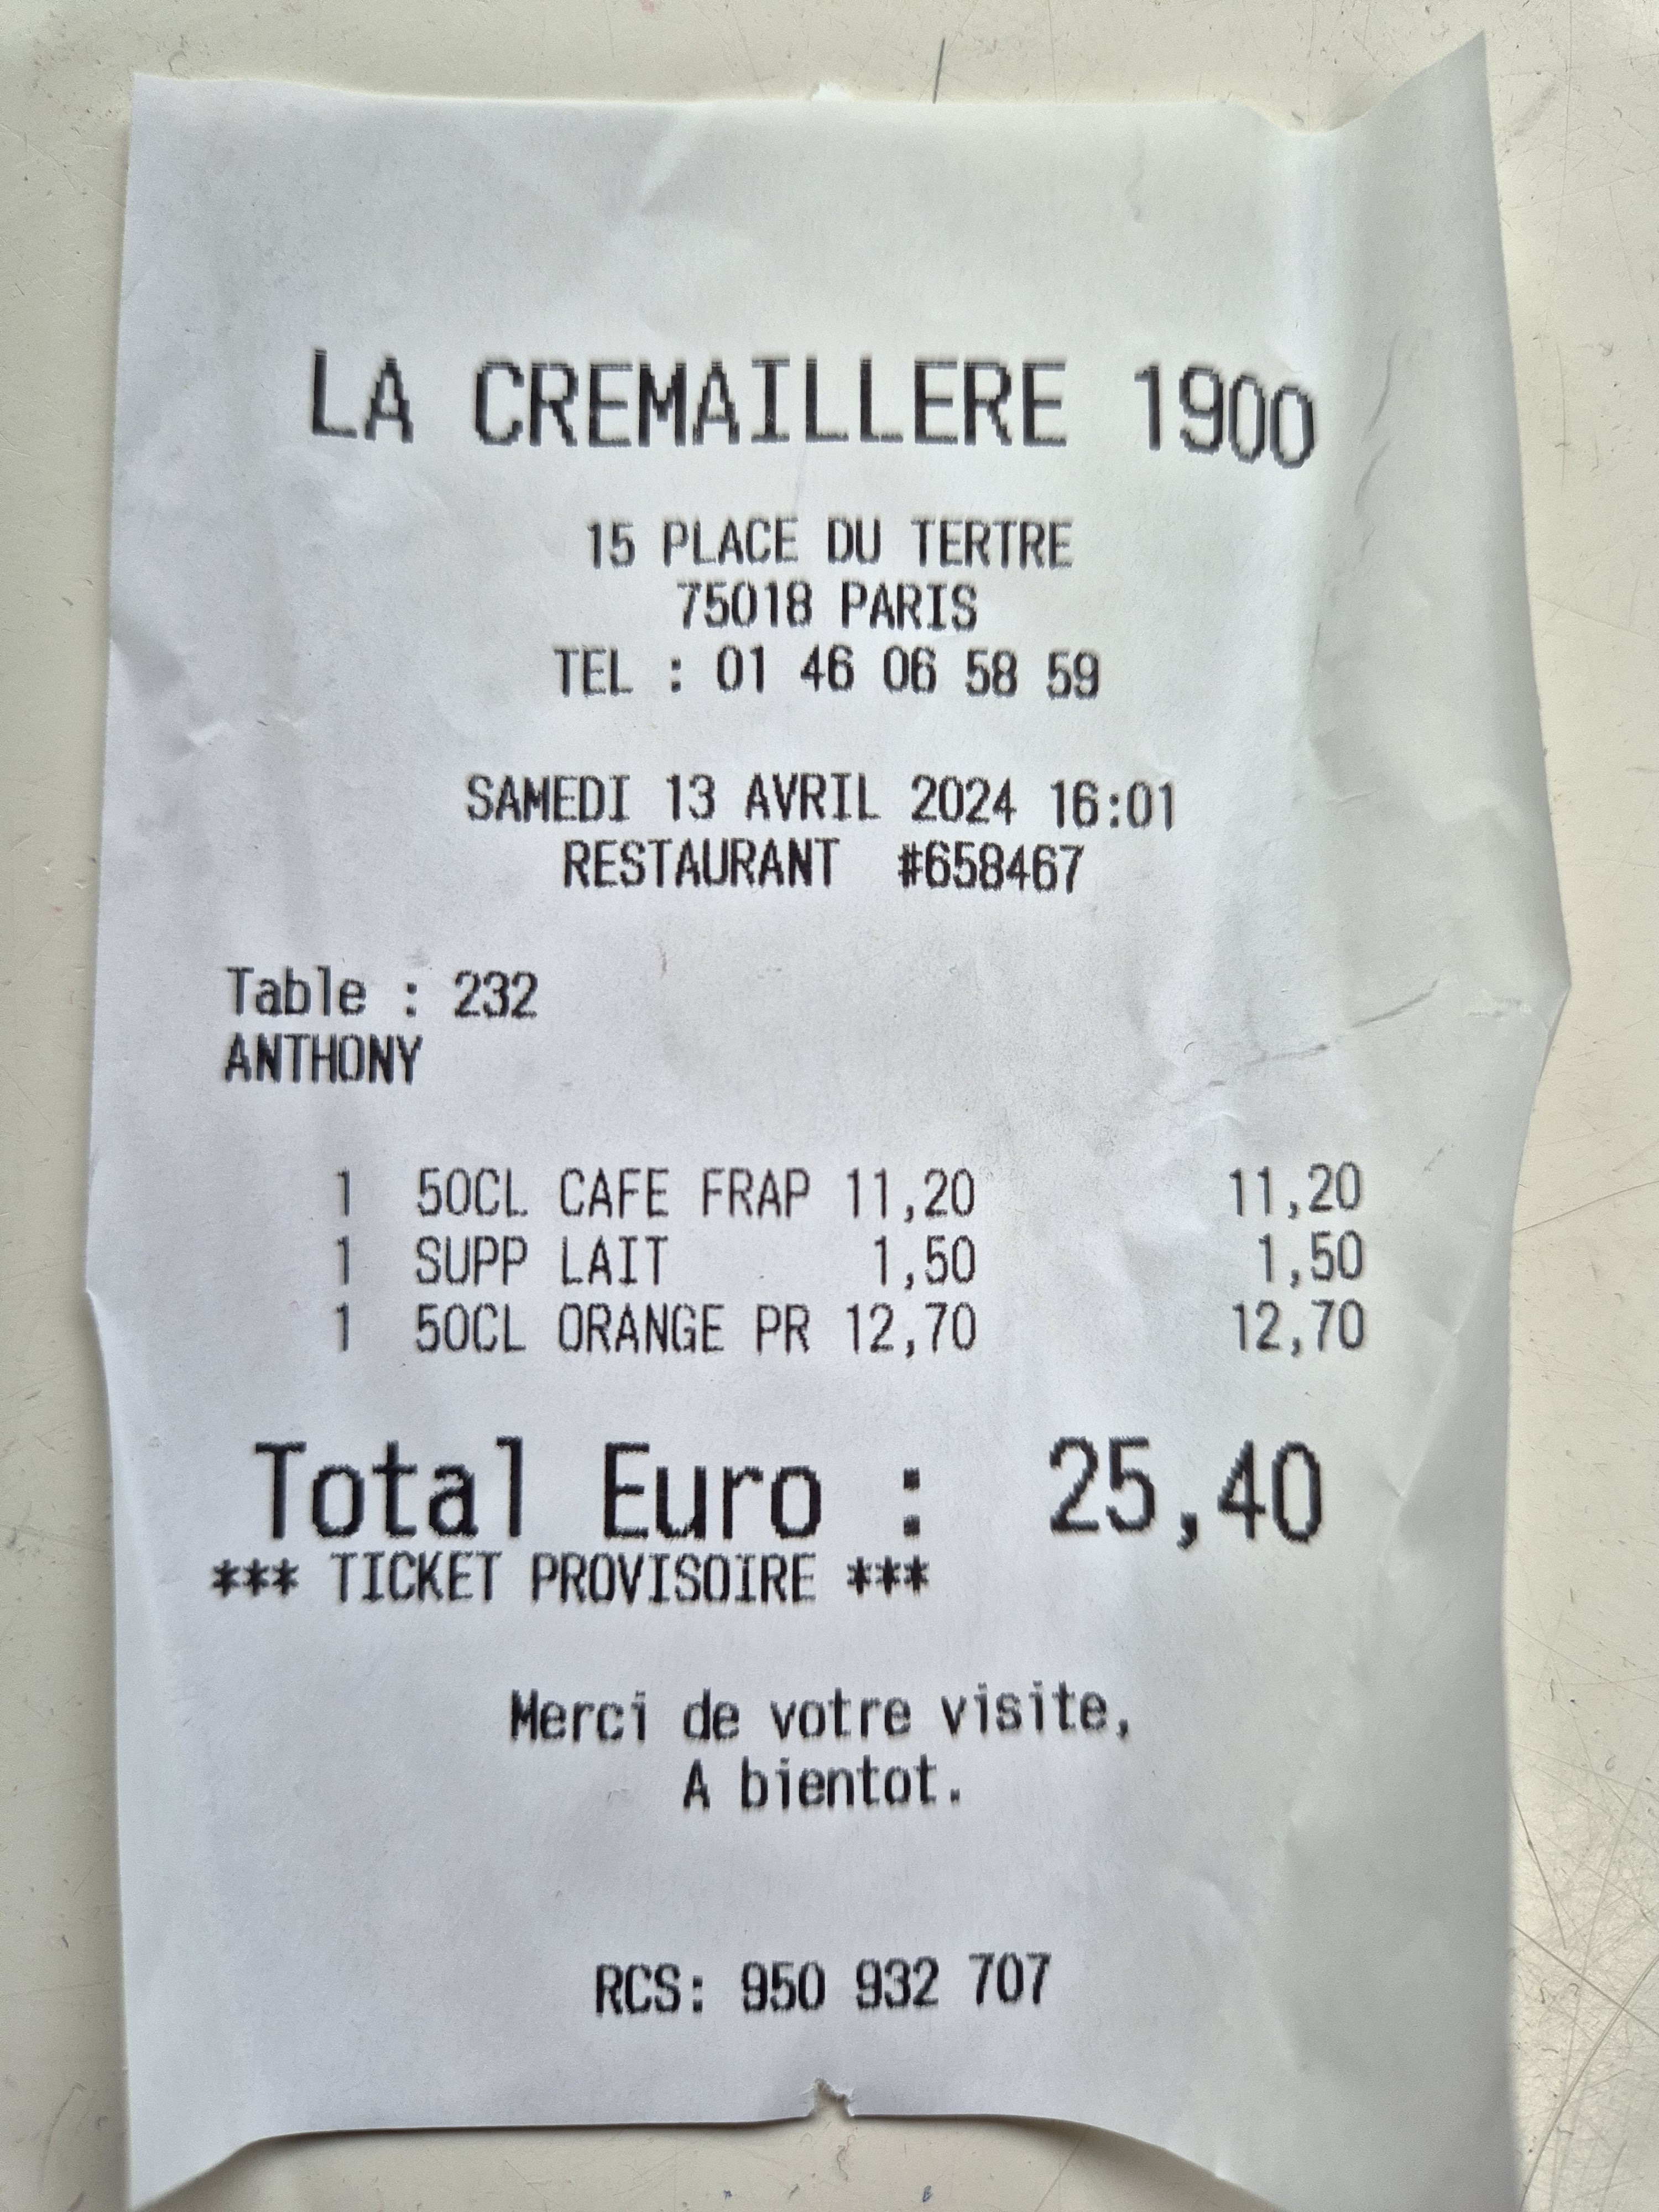 LA CREMAILLERE 1900
15 PLACE DU TERTRE
75018 PARIS
TEL : 01 46 06 58 59
SAMEDI 13 AVRIL 2024 16:01
RESTAURANT #658467
Table : 232
ANTHONY
1 50CL CAFE FRAP 11,20 11,20
1 SUPP LAIT 1,50 1,50
1 50CL ORANGE PR 12,70 12,70
Total Euro : 25,40
*** TICKET PROVISOIRE ***
Merci de votre visite,
A bientot.
RCS: 950 932 707